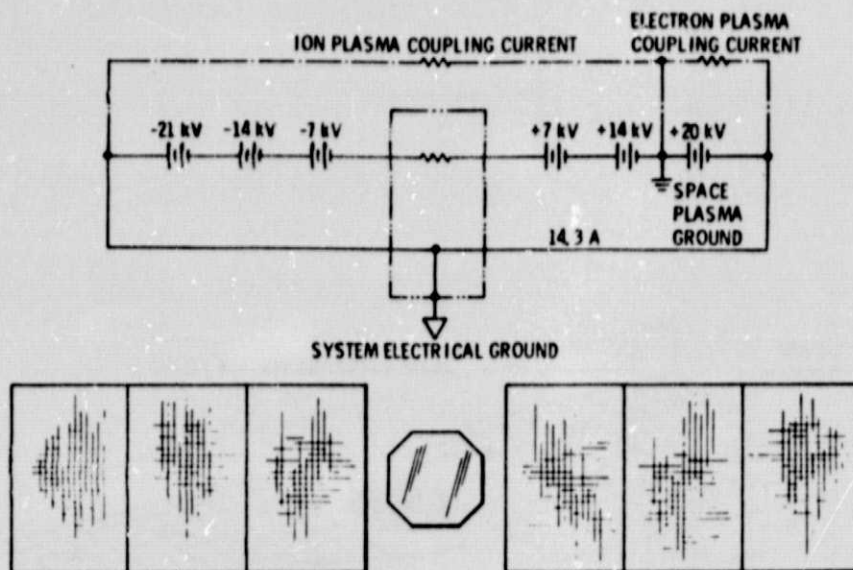 ELECTRON PLASMA
COUPLING CURRENT
ION PLASMA COUPLING CURRENT
-21 kV
-14 kV
-7 kV
+7 kV
+14 kV
+20 kV
SPACE
PLASMA
GROUND
14.3 A
SYSTEM ELECTRICAL GROUND